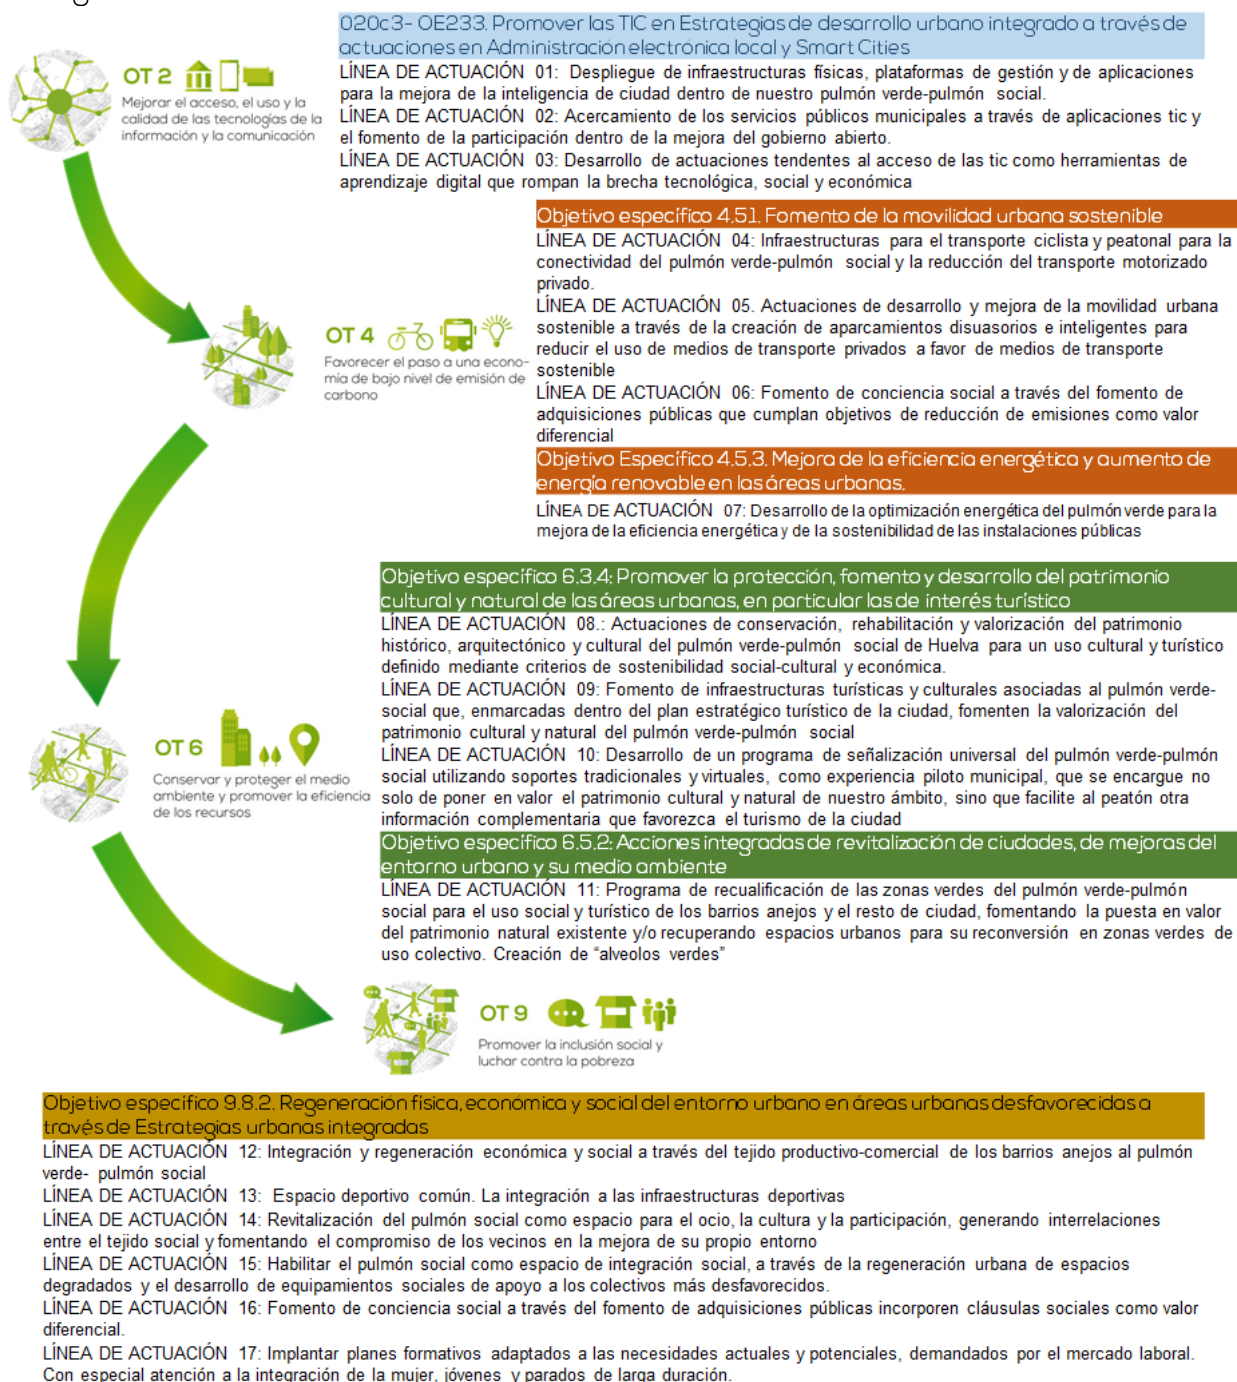 020c3- OE233. Promover las TIC en Estrategias de desarrollo urbano integrado a través de
actuaciones en Administración electrónica local y Smart Cities
OT 2
Mejorar el acceso, el uso y la
calidad de las tecnologías de la
información y la comunicación
LÍNEA DE ACTUACIÓN 01: Despliegue de infraestructuras físicas, plataformas de gestión y de aplicaciones
para la mejora de la inteligencia de ciudad dentro de nuestro pulmón verde-pulmón social.
LÍNEA DE ACTUACIÓN 02: Acercamiento de los servicios públicos municipales a través de aplicaciones tic y
el fomento de la participación dentro de la mejora del gobierno abierto.
LÍNEA DE ACTUACIÓN 03: Desarrollo de actuaciones tendentes al acceso de las tic como herramientas de
aprendizaje digital que rompan la brecha tecnológica, social y económica
Objetivo específico 4.5.1. Fomento de la movilidad urbana sostenible
LÍNEA DE ACTUACIÓN 04: Infraestructuras para el transporte ciclista y peatonal para la
conectividad del pulmón verde-pulmón social y la reducción del transporte motorizado
privado.
LÍNEA DE ACTUACIÓN 05. Actuaciones de desarrollo y mejora de la movilidad urbana
sostenible a través de la creación de aparcamientos disuasorios e inteligentes para
reducir el uso de medios de transporte privados a favor de medios de transporte
sostenible
LÍNEA DE ACTUACIÓN 06: Fomento de conciencia social a través del fomento de
adquisiciones públicas que cumplan objetivos de reducción de emisiones como valor
diferencial
OT 4
Favorecer el paso a una econo-
mía de bajo nivel de emisión de
carbono
Objetivo Específico 4.5.3. Mejora de la eficiencia energética y aumento de
energía renovable en las áreas urbanas.
LÍNEA DE ACTUACIÓN 07: Desarrollo de la optimización energética del pulmón verde para la
mejora de la eficiencia energética y de la sostenibilidad de las instalaciones públicas
Objetivo específico 6.3.4: Promover la protección, fomento y desarrollo del patrimonio
cultural y natural de las áreas urbanas, en particular las de interés turístico
LÍNEA DE ACTUACIÓN 08.: Actuaciones de conservación, rehabilitación y valorización del patrimonio
histórico, arquitectónico y cultural del pulmón verde-pulmón social de Huelva para un uso cultural y turístico
definido mediante criterios de sostenibilidad social-cultural y económica.
LÍNEA DE ACTUACIÓN 09: Fomento de infraestructuras turísticas y culturales asociadas al pulmón verde-
social que, enmarcadas dentro del plan estratégico turístico de la ciudad, fomenten la valorización del
patrimonio cultural y natural del pulmón verde-pulmón social
LÍNEA DE ACTUACIÓN 10: Desarrollo de un programa de señalización universal del pulmón verde-pulmón
social utilizando soportes tradicionales y virtuales, como experiencia piloto municipal, que se encargue no
solo de poner en valor el patrimonio cultural y natural de nuestro ámbito, sino que facilite al peatón otra
información complementaria que favorezca el turismo de la ciudad
OT 6
Conservar y proteger el medio
ambiente y promover la eficiencia
de los recursos
Objetivo específico 6.5.2: Acciones integradas de revitalización de ciudades, de mejoras del
entorno urbano y su medio ambiente
LÍNEA DE ACTUACIÓN 11: Programa de recualificación de las zonas verdes del pulmón verde-pulmón
social para el uso social y turístico de los barrios anejos y el resto de ciudad, fomentando la puesta en valor
del patrimonio natural existente y/o recuperando espacios urbanos para su reconversión en zonas verdes de
uso colectivo. Creación de “alveolos verdes”
OT 9
Promover la inclusión social y
luchar contra la pobreza
Objetivo específico 9.8.2. Regeneración física, económica y social del entorno urbano en áreas urbanas desfavorecidas a
través de Estrategias urbanas integradas
LÍNEA DE ACTUACIÓN 12: Integración y regeneración económica y social a través del tejido productivo-comercial de los barrios anejos al pulmón
verde- pulmón social
LÍNEA DE ACTUACIÓN 13: Espacio deportivo común. La integración a las infraestructuras deportivas
LÍNEA DE ACTUACIÓN 14: Revitalización del pulmón social como espacio para el ocio, la cultura y la participación, generando interrelaciones
entre el tejido social y fomentando el compromiso de los vecinos en la mejora de su propio entorno
LÍNEA DE ACTUACIÓN 15: Habilitar el pulmón social como espacio de integración social, a través de la regeneración urbana de espacios
degradados y el desarrollo de equipamientos sociales de apoyo a los colectivos más desfavorecidos.
LÍNEA DE ACTUACIÓN 16: Fomento de conciencia social a través del fomento de adquisiciones públicas incorporen cláusulas sociales como valor
diferencial.
LÍNEA DE ACTUACIÓN 17: Implantar planes formativos adaptados a las necesidades actuales y potenciales, demandados por el mercado laboral.
Con especial atención a la integración de la mujer, jóvenes y parados de larga duración.